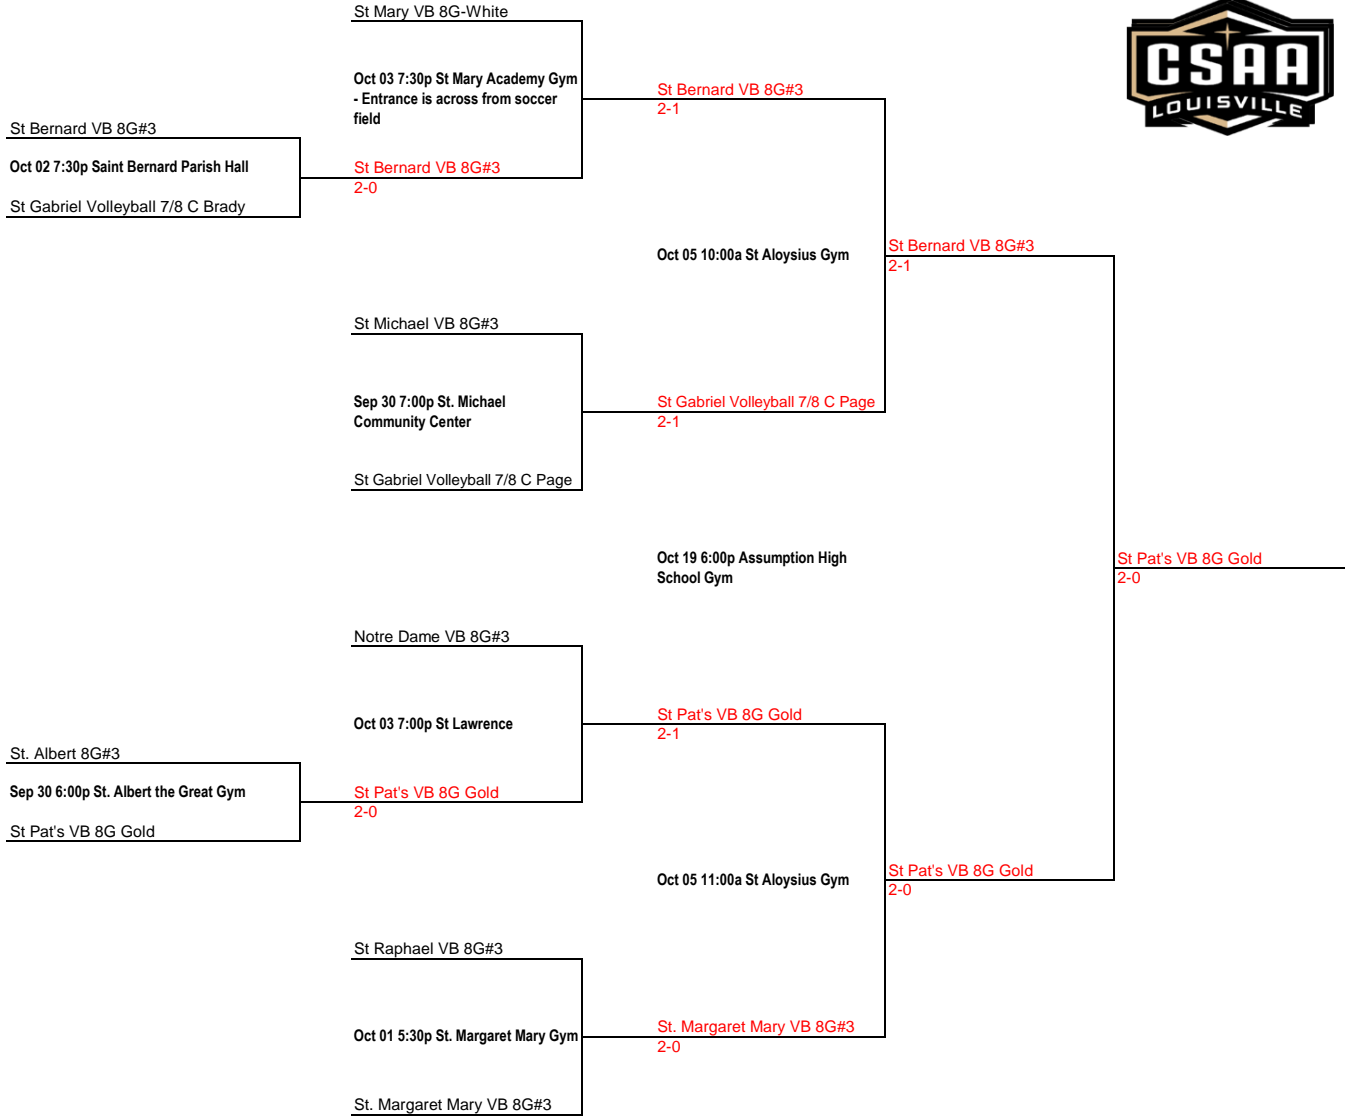 St Mary VB 8G-White
CSAA
LOUISVILLE
Oct 03 7:30p St Mary Academy Gym
- Entrance is across from soccer
field
St Bernard VB 8G#3
2-1
St Bernard VB 8G#3
Oct 02 7:30p Saint Bernard Parish Hall
St Bernard VB 8G#3
2-0
St Gabriel Volleyball 7/8 C Brady
Oct 05 10:00a St Aloysius Gym
St Bernard VB 8G#3
2-1
St Michael VB 8G#3
Sep 30 7:00p St. Michael
Community Center
St Gabriel Volleyball 7/8 C Page
2-1
St Gabriel Volleyball 7/8 C Page
Oct 19 6:00p Assumption High
School Gym
St Pat's VB 8G Gold
2-0
Notre Dame VB 8G#3
Oct 03 7:00p St Lawrence
St Pat's VB 8G Gold
2-1
St. Albert 8G#3
Sep 30 6:00p St. Albert the Great Gym
St Pat's VB 8G Gold
2-0
St Pat's VB 8G Gold
Oct 05 11:00a St Aloysius Gym
St Pat's VB 8G Gold
2-0
St Raphael VB 8G#3
Oct 01 5:30p St. Margaret Mary Gym
St. Margaret Mary VB 8G#3
2-0
St. Margaret Mary VB 8G#3